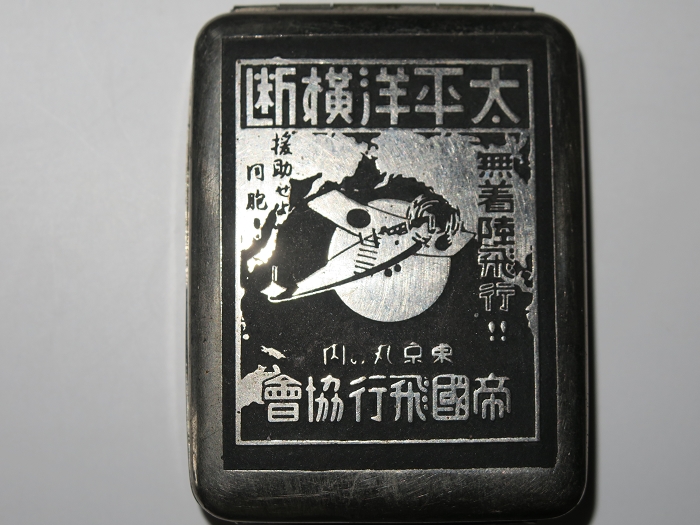 太平洋横断
無着陸飛行!!
援助せよ
同胞!
東京丸の内
帝國飛行協會